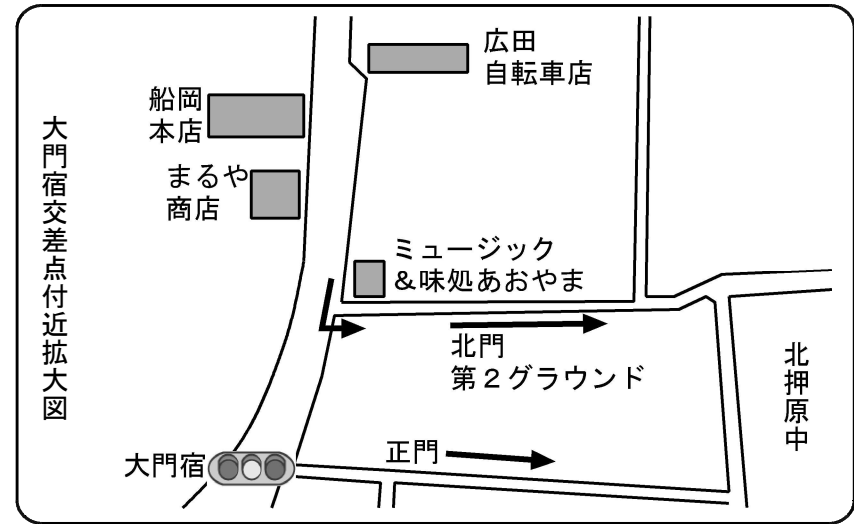 大門宿交差点付近拡大図
広田
自転車店
船岡
本店
まるや
商店
ミュージック
&味処あおやま
北門
第2グラウンド
北押原中
正門
大門宿